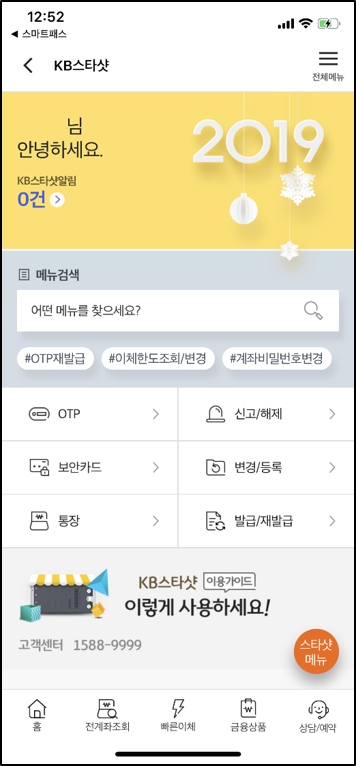 12:52
◀ 스마트패스
KB스타샷
전체메뉴
님
안녕하세요.
KB스타샷알림
0건
2019
메뉴검색
어떤 메뉴를 찾으세요?
#OTP재발급 #이체한도조회/변경 #계좌비밀번호변경
OTP 신고/해제
보안카드 변경/등록
통장 발급/재발급
KB스타샷 이용가이드
이렇게 사용하세요!
고객센터 1588-9999
스타샷
메뉴
홈 전계좌조회 빠른이체 금융상품 상담/예약